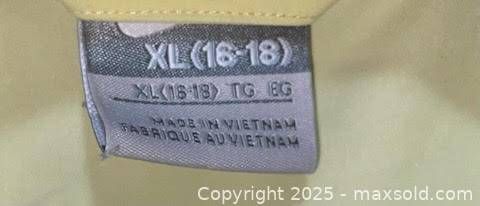 XL (16-18)
XL (16-18) TG EG
MADE IN VIETNAM
FABRIQUE AU VIETNAM
Copyright 2025 - maxsold.com